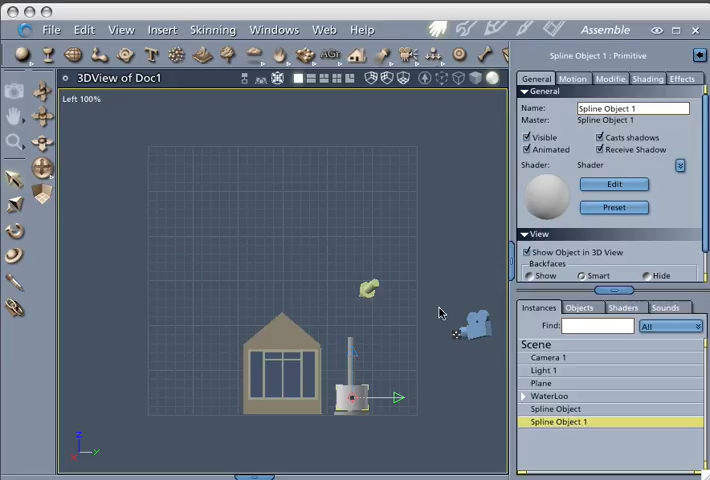 File Edit View Insert Skinning Windows Web Help Assemble
3DView of Doc1
Left 100%
Z
Y
X
Spline Object 1 : Primitive
General Motion Modifie. Shading Effects
General
Name: Spline Object 1
Master: Spline Object 1
Visible Casts shadows
Animated Receive Shadow
Shader: Shader
Edit
Preset
View
Show Object in 3D View
Backfaces
Show Smart Hide
Instances Objects Shaders Sounds
Find: All
Scene
Camera 1
Light 1
Plane
WaterLoo
Spline Object
Spline Object 1